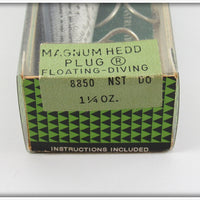 MAGNUM HEDD
PLUG ®
FLOATING-DIVING
8850 NST DO
1¼ OZ.
INSTRUCTIONS INCLUDED